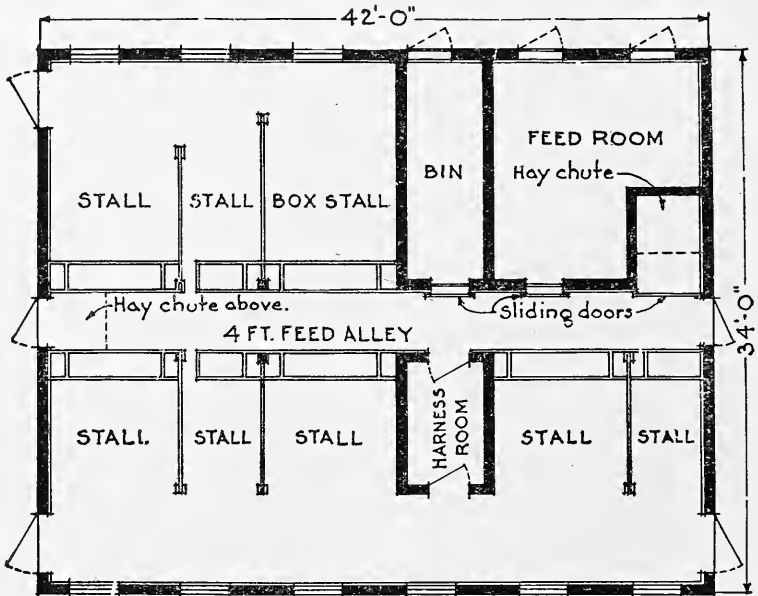 42'-0"
FEED ROOM
Hay chute
BIN
STALL
STALL
BOX STALL
Hay chute above.
Sliding doors
4 FT. FEED ALLEY
34'-0"
HARNESS
ROOM
STALL
STALL
STALL
STALL
STALL